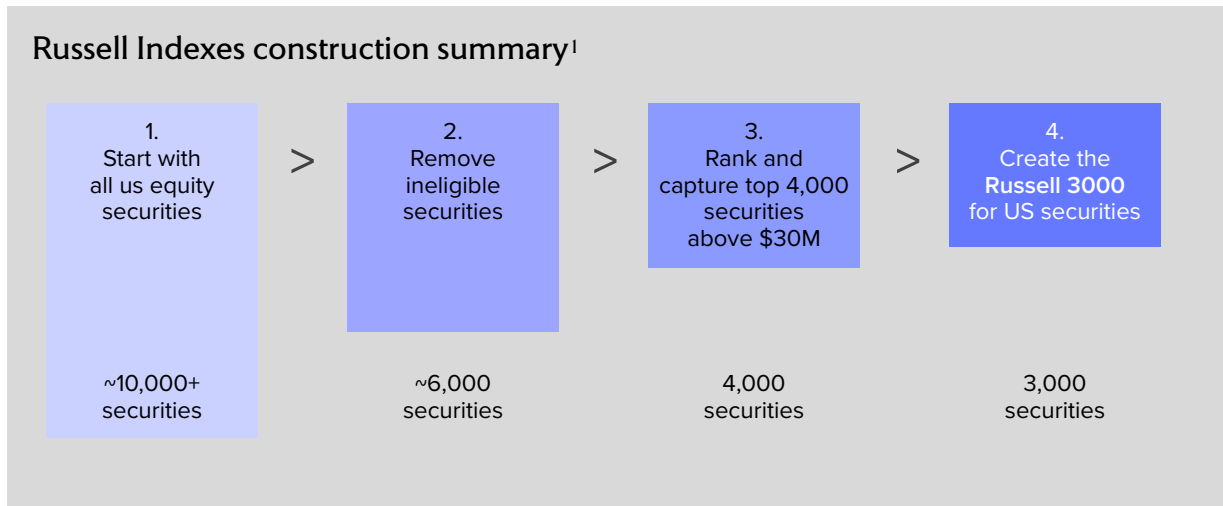 Russell Indexes construction summary¹
1.
Start with
all us equity
securities
~10,000+
securities
>
2.
Remove
ineligible
securities
~6,000
securities
>
3.
Rank and
capture top 4,000
securities
above $30M
4,000
securities
>
4.
Create the
Russell 3000
for US securities
3,000
securities